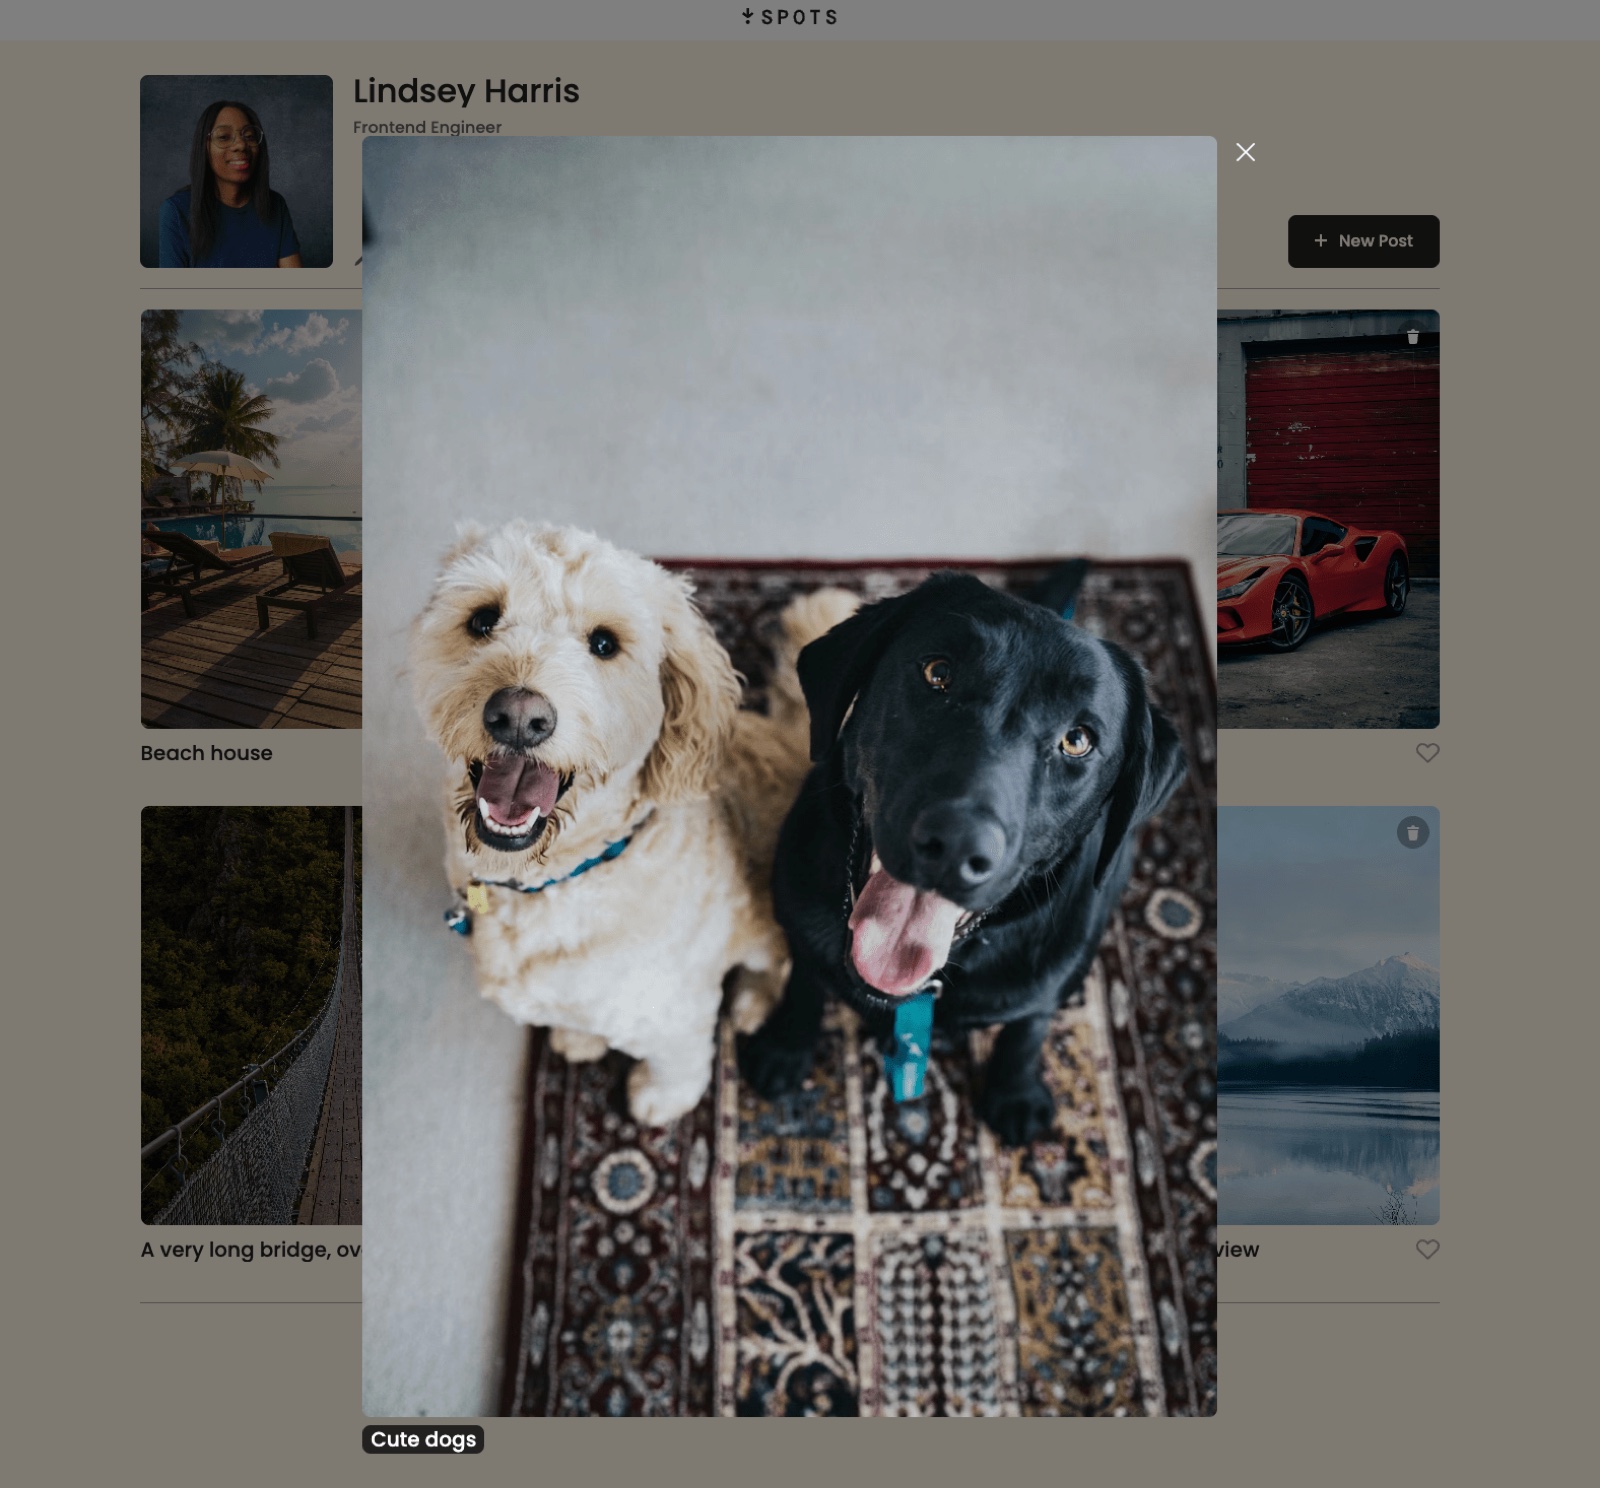 SPOTS
Lindsey Harris
Frontend Engineer
+ New Post
Beach house
A very long bridge, ov
view
Cute dogs